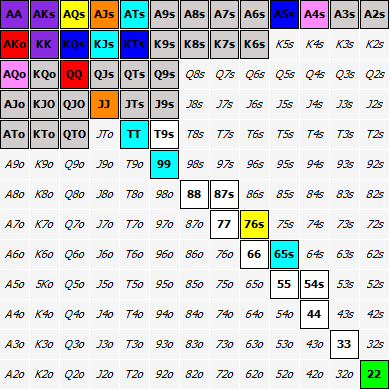 AA AKs AQs AJs ATs A9s A8s A7s A6s A5s A4s A3s A2s
AKo KK KQs KJs KTs K9s K8s K7s K6s K5s K4s K3s K2s
AQo KQo QQ QJs QTs Q9s Q8s Q7s Q6s Q5s Q4s Q3s Q2s
AJo KJO QJO JJ JTs J9s J8s J7s J6s J5s J4s J3s J2s
ATo KTo QTO JTo TT T9s T8s T7s T6s T5s T4s T3s T2s
A9o K9o Q9o J9o T9o 99 98s 97s 96s 95s 94s 93s 92s
A8o K8o Q8o J8o T8o 98o 88 87s 86s 85s 84s 83s 82s
A7o K7o Q7o J7o T7o 97o 87o 77 76s 75s 74s 73s 72s
A6o K6o Q6o J6o T6o 96o 86o 76o 66 65s 64s 63s 62s
A5o 5Ko Q5o J5o T5o 95o 85o 75o 65o 55 54s 53s 52s
A4o K4o Q4o J4o T4o 94o 84o 74o 64o 54o 44 43s 42s
A3o K3o Q3o J3o T3o 93o 83o 73o 63o 53o 43o 33 32s
A2o K2o Q2o J2o T2o 92o 82o 72o 62o 52o 42o 32o 22